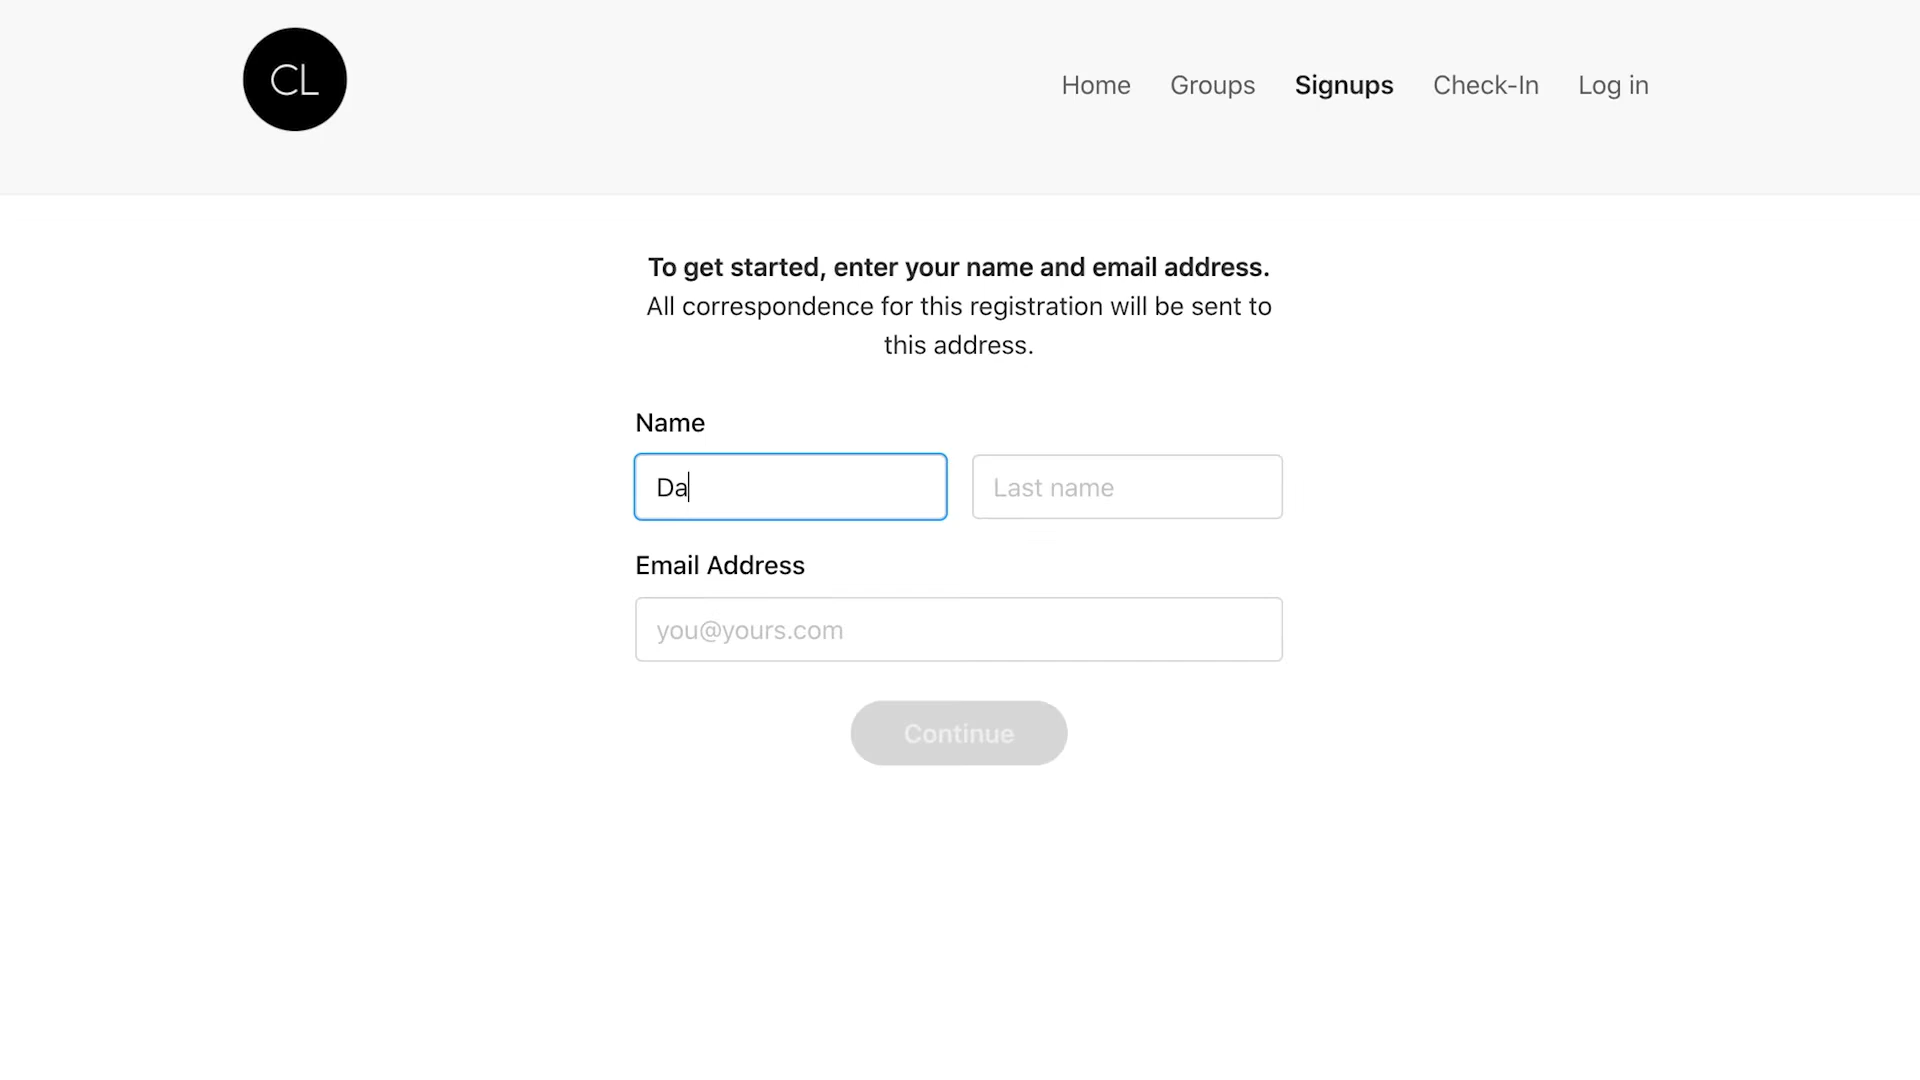 CL
Home Groups Signups Check-In Log in
To get started, enter your name and email address.
All correspondence for this registration will be sent to
this address.
Name
Da Last name
Email Address
you@yours.com
Continue